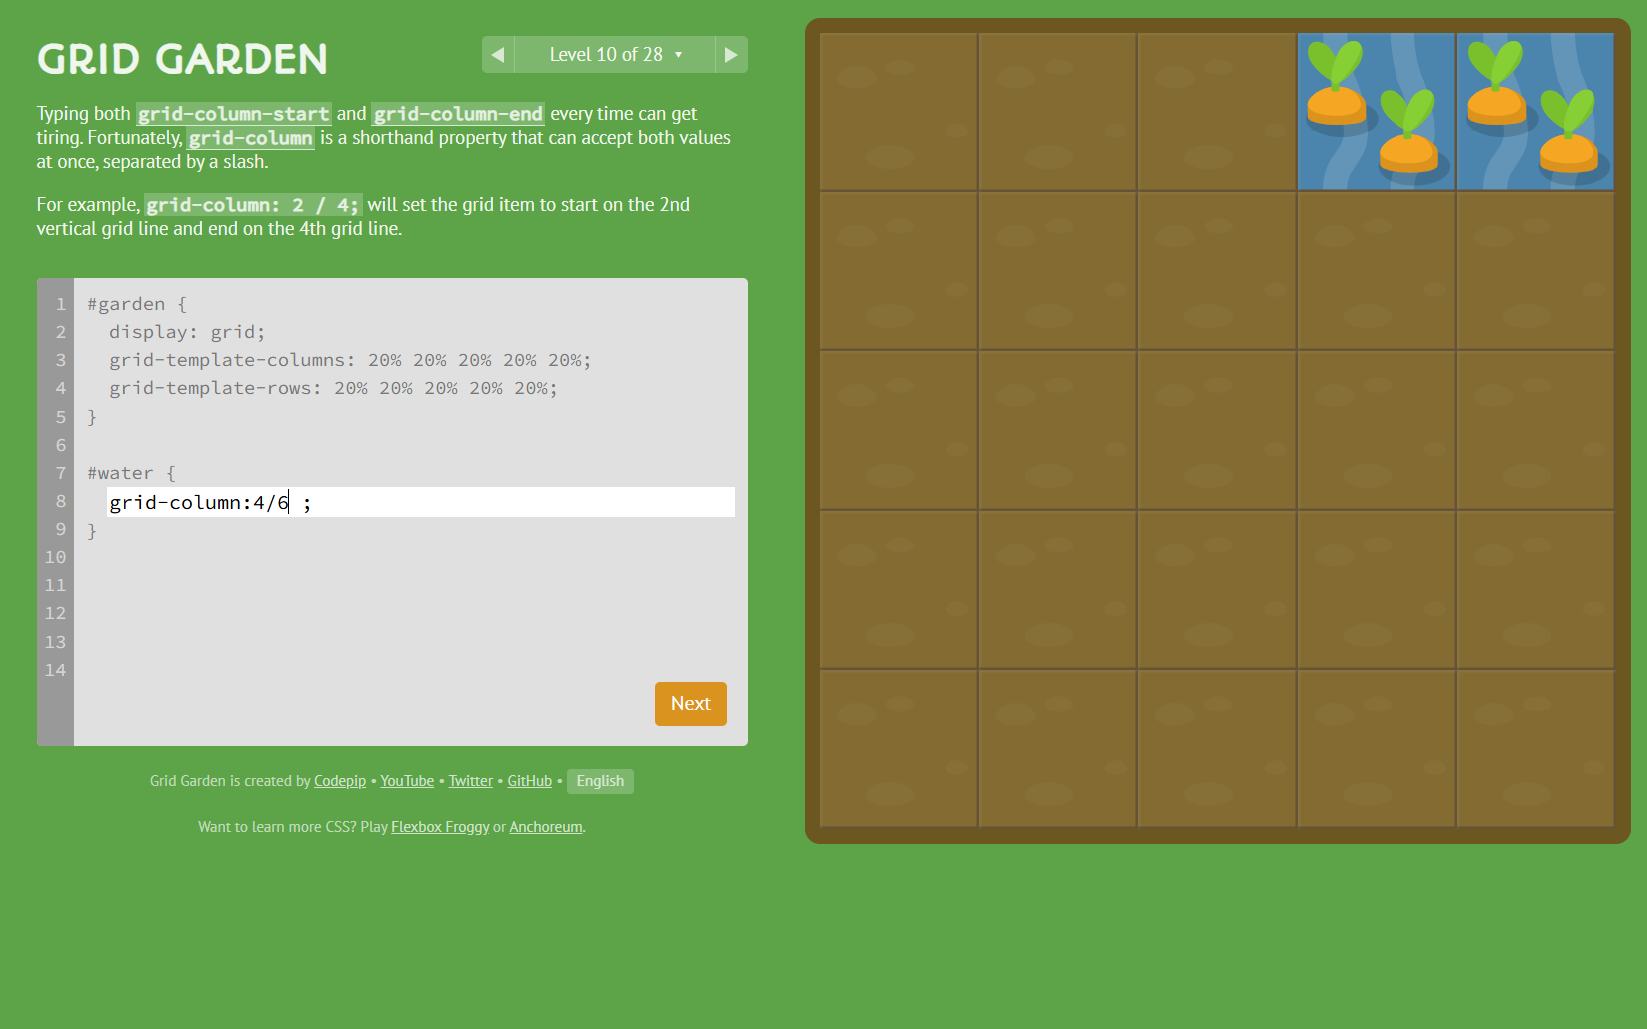 GRID GARDEN
◀ Level 10 of 28 ▼ ▶
Typing both grid-column-start and grid-column-end every time can get
tiring. Fortunately, grid-column is a shorthand property that can accept both values
at once, separated by a slash.
For example, grid-column: 2 / 4; will set the grid item to start on the 2nd
vertical grid line and end on the 4th grid line.
1 #garden {
2   display: grid;
3   grid-template-columns: 20% 20% 20% 20% 20%;
4   grid-template-rows: 20% 20% 20% 20% 20%;
5 }
6
7 #water {
8   grid-column:4/6 ;
9 }
10
11
12
13
14
Next
Grid Garden is created by Codepip • YouTube • Twitter • GitHub • English
Want to learn more CSS? Play Flexbox Froggy or Anchoreum.